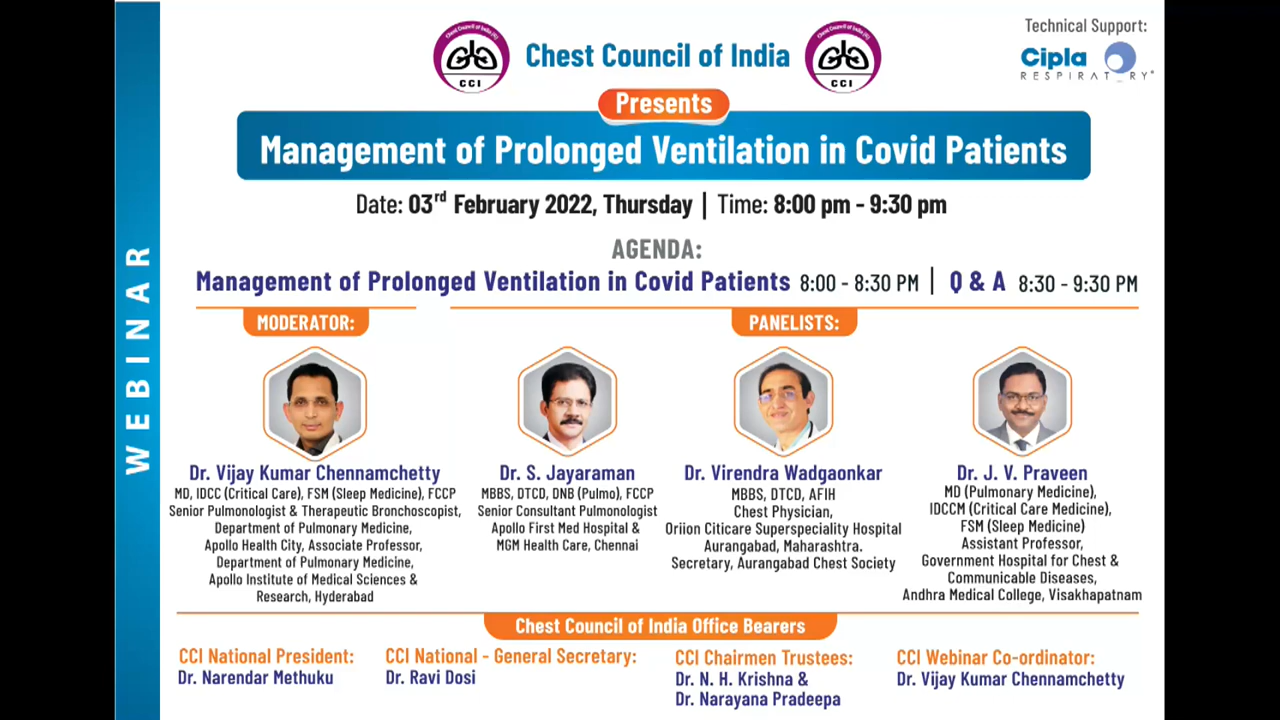 WEBINAR
Chest Council of India
CCI
CCI
Technical Support:
Cipla
RESPIRATORY
Presents
Management of Prolonged Ventilation in Covid Patients
Date: 03rd February 2022, Thursday | Time: 8:00 pm - 9:30 pm
AGENDA:
Management of Prolonged Ventilation in Covid Patients 8:00 - 8:30 PM | Q & A 8:30 - 9:30 PM
MODERATOR:
Dr. Vijay Kumar Chennamchetty
MD, IDCC (Critical Care), FSM (Sleep Medicine), FCCP
Senior Pulmonologist & Therapeutic Bronchoscopist,
Department of Pulmonary Medicine,
Apollo Health City, Associate Professor,
Department of Pulmonary Medicine,
Apollo Institute of Medical Sciences &
Research, Hyderabad
PANELISTS:
Dr. S. Jayaraman
MBBS, DTCD, DNB (Pulmo), FCCP
Senior Consultant Pulmonologist
Apollo First Med Hospital &
MGM Health Care, Chennai
Dr. Virendra Wadgaonkar
MBBS, DTCD, AFIH
Chest Physician,
Oriion Citicare Superspeciality Hospital
Aurangabad, Maharashtra.
Secretary, Aurangabad Chest Society
Dr. J. V. Praveen
MD (Pulmonary Medicine),
IDCCM (Critical Care Medicine),
FSM (Sleep Medicine)
Assistant Professor,
Government Hospital for Chest &
Communicable Diseases,
Andhra Medical College, Visakhapatnam
Chest Council of India Office Bearers
CCI National President:
Dr. Narendar Methuku
CCI National - General Secretary:
Dr. Ravi Dosi
CCI Chairmen Trustees:
Dr. N. H. Krishna &
Dr. Narayana Pradeepa
CCI Webinar Co-ordinator:
Dr. Vijay Kumar Chennamchetty